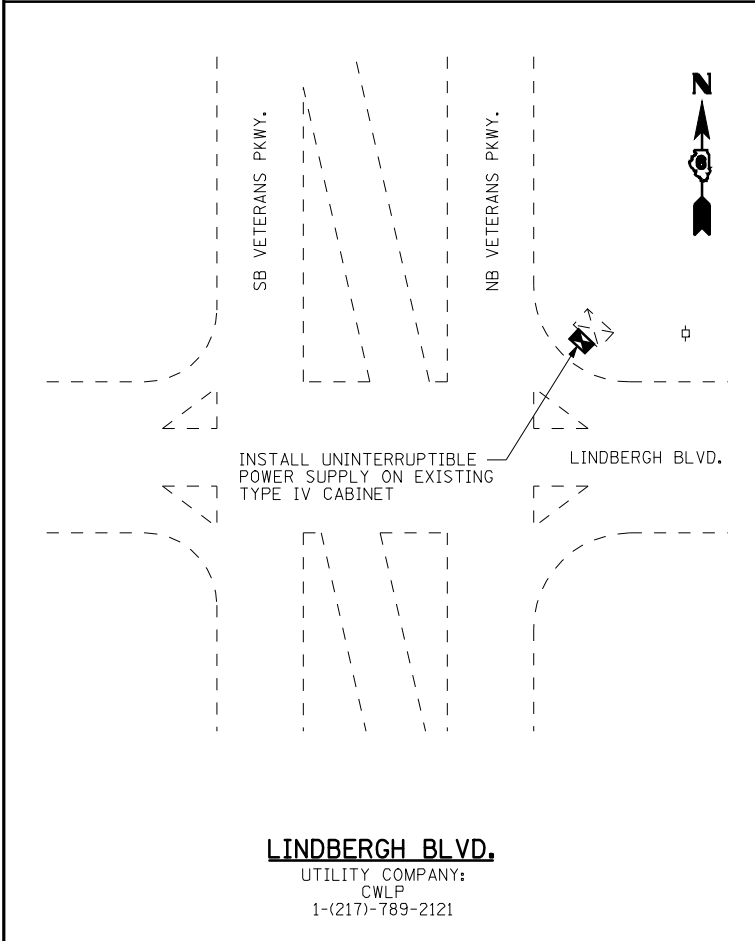 N
6
SB VETERANS PKWY.
NB VETERANS PKWY.
INSTALL UNINTERRUPTIBLE
POWER SUPPLY ON EXISTING
TYPE IV CABINET
LINDBERGH BLVD.
LINDBERGH BLVD.
UTILITY COMPANY:
CWLP
1-(217)-789-2121